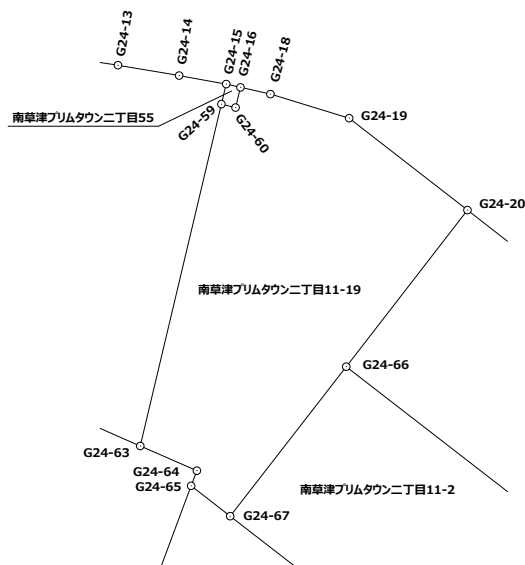 G24-13
G24-14
G24-15
G24-16
G24-18
南草津プリムタウン二丁目55
G24-59
G24-60
G24-19
G24-20
南草津プリムタウン二丁目11-19
G24-66
G24-63
G24-64
G24-65
南草津プリムタウン二丁目11-2
G24-67